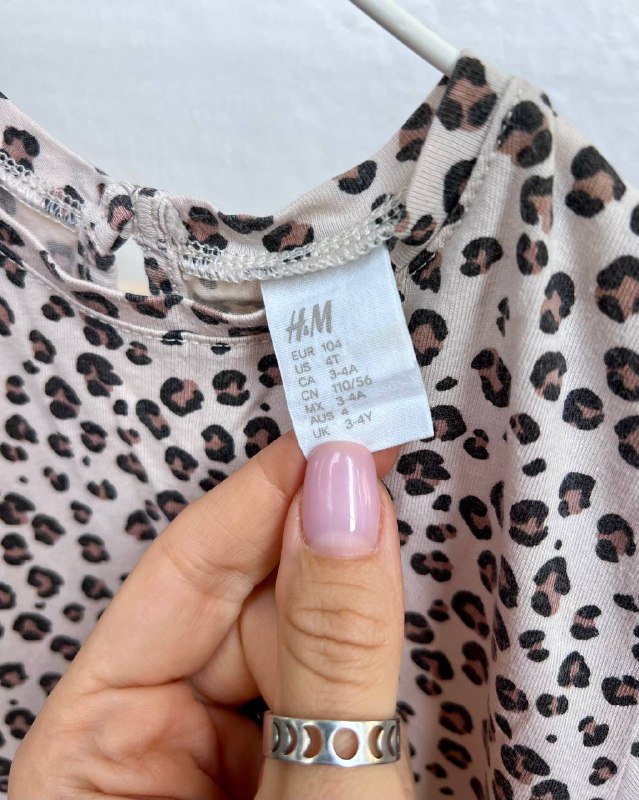 H&M
EUR 104
US 4T
CA 3-4A
CN 110/56
MX 3-4A
AUS 4
UK 3-4Y